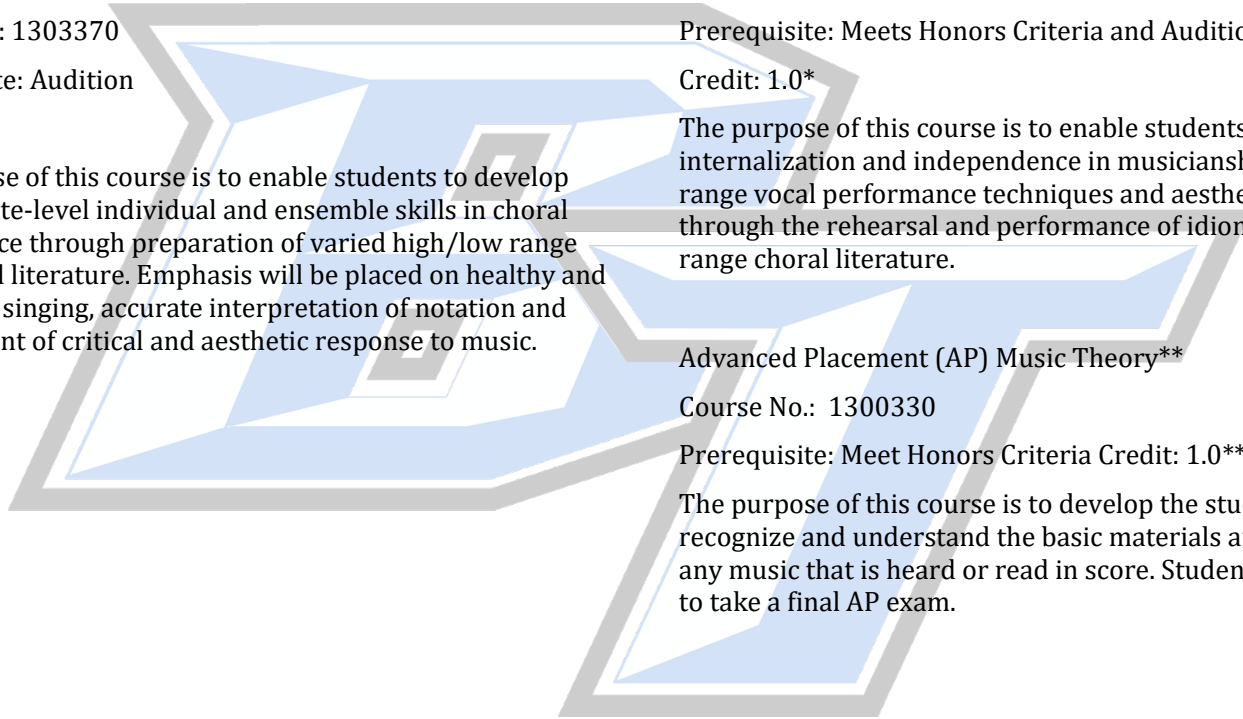 : 1303370
te: Audition
se of this course is to enable students to develop
te-level individual and ensemble skills in choral
ce through preparation of varied high/low range
l literature. Emphasis will be placed on healthy and
singing, accurate interpretation of notation and
nt of critical and aesthetic response to music.
Prerequisite: Meets Honors Criteria and Auditio
Credit: 1.0*
The purpose of this course is to enable students
internalization and independence in musiciansh
range vocal performance techniques and aesthe
through the rehearsal and performance of idion
range choral literature.
Advanced Placement (AP) Music Theory**
Course No.: 1300330
Prerequisite: Meet Honors Criteria Credit: 1.0**
The purpose of this course is to develop the stu
recognize and understand the basic materials a
any music that is heard or read in score. Studen
to take a final AP exam.
BT